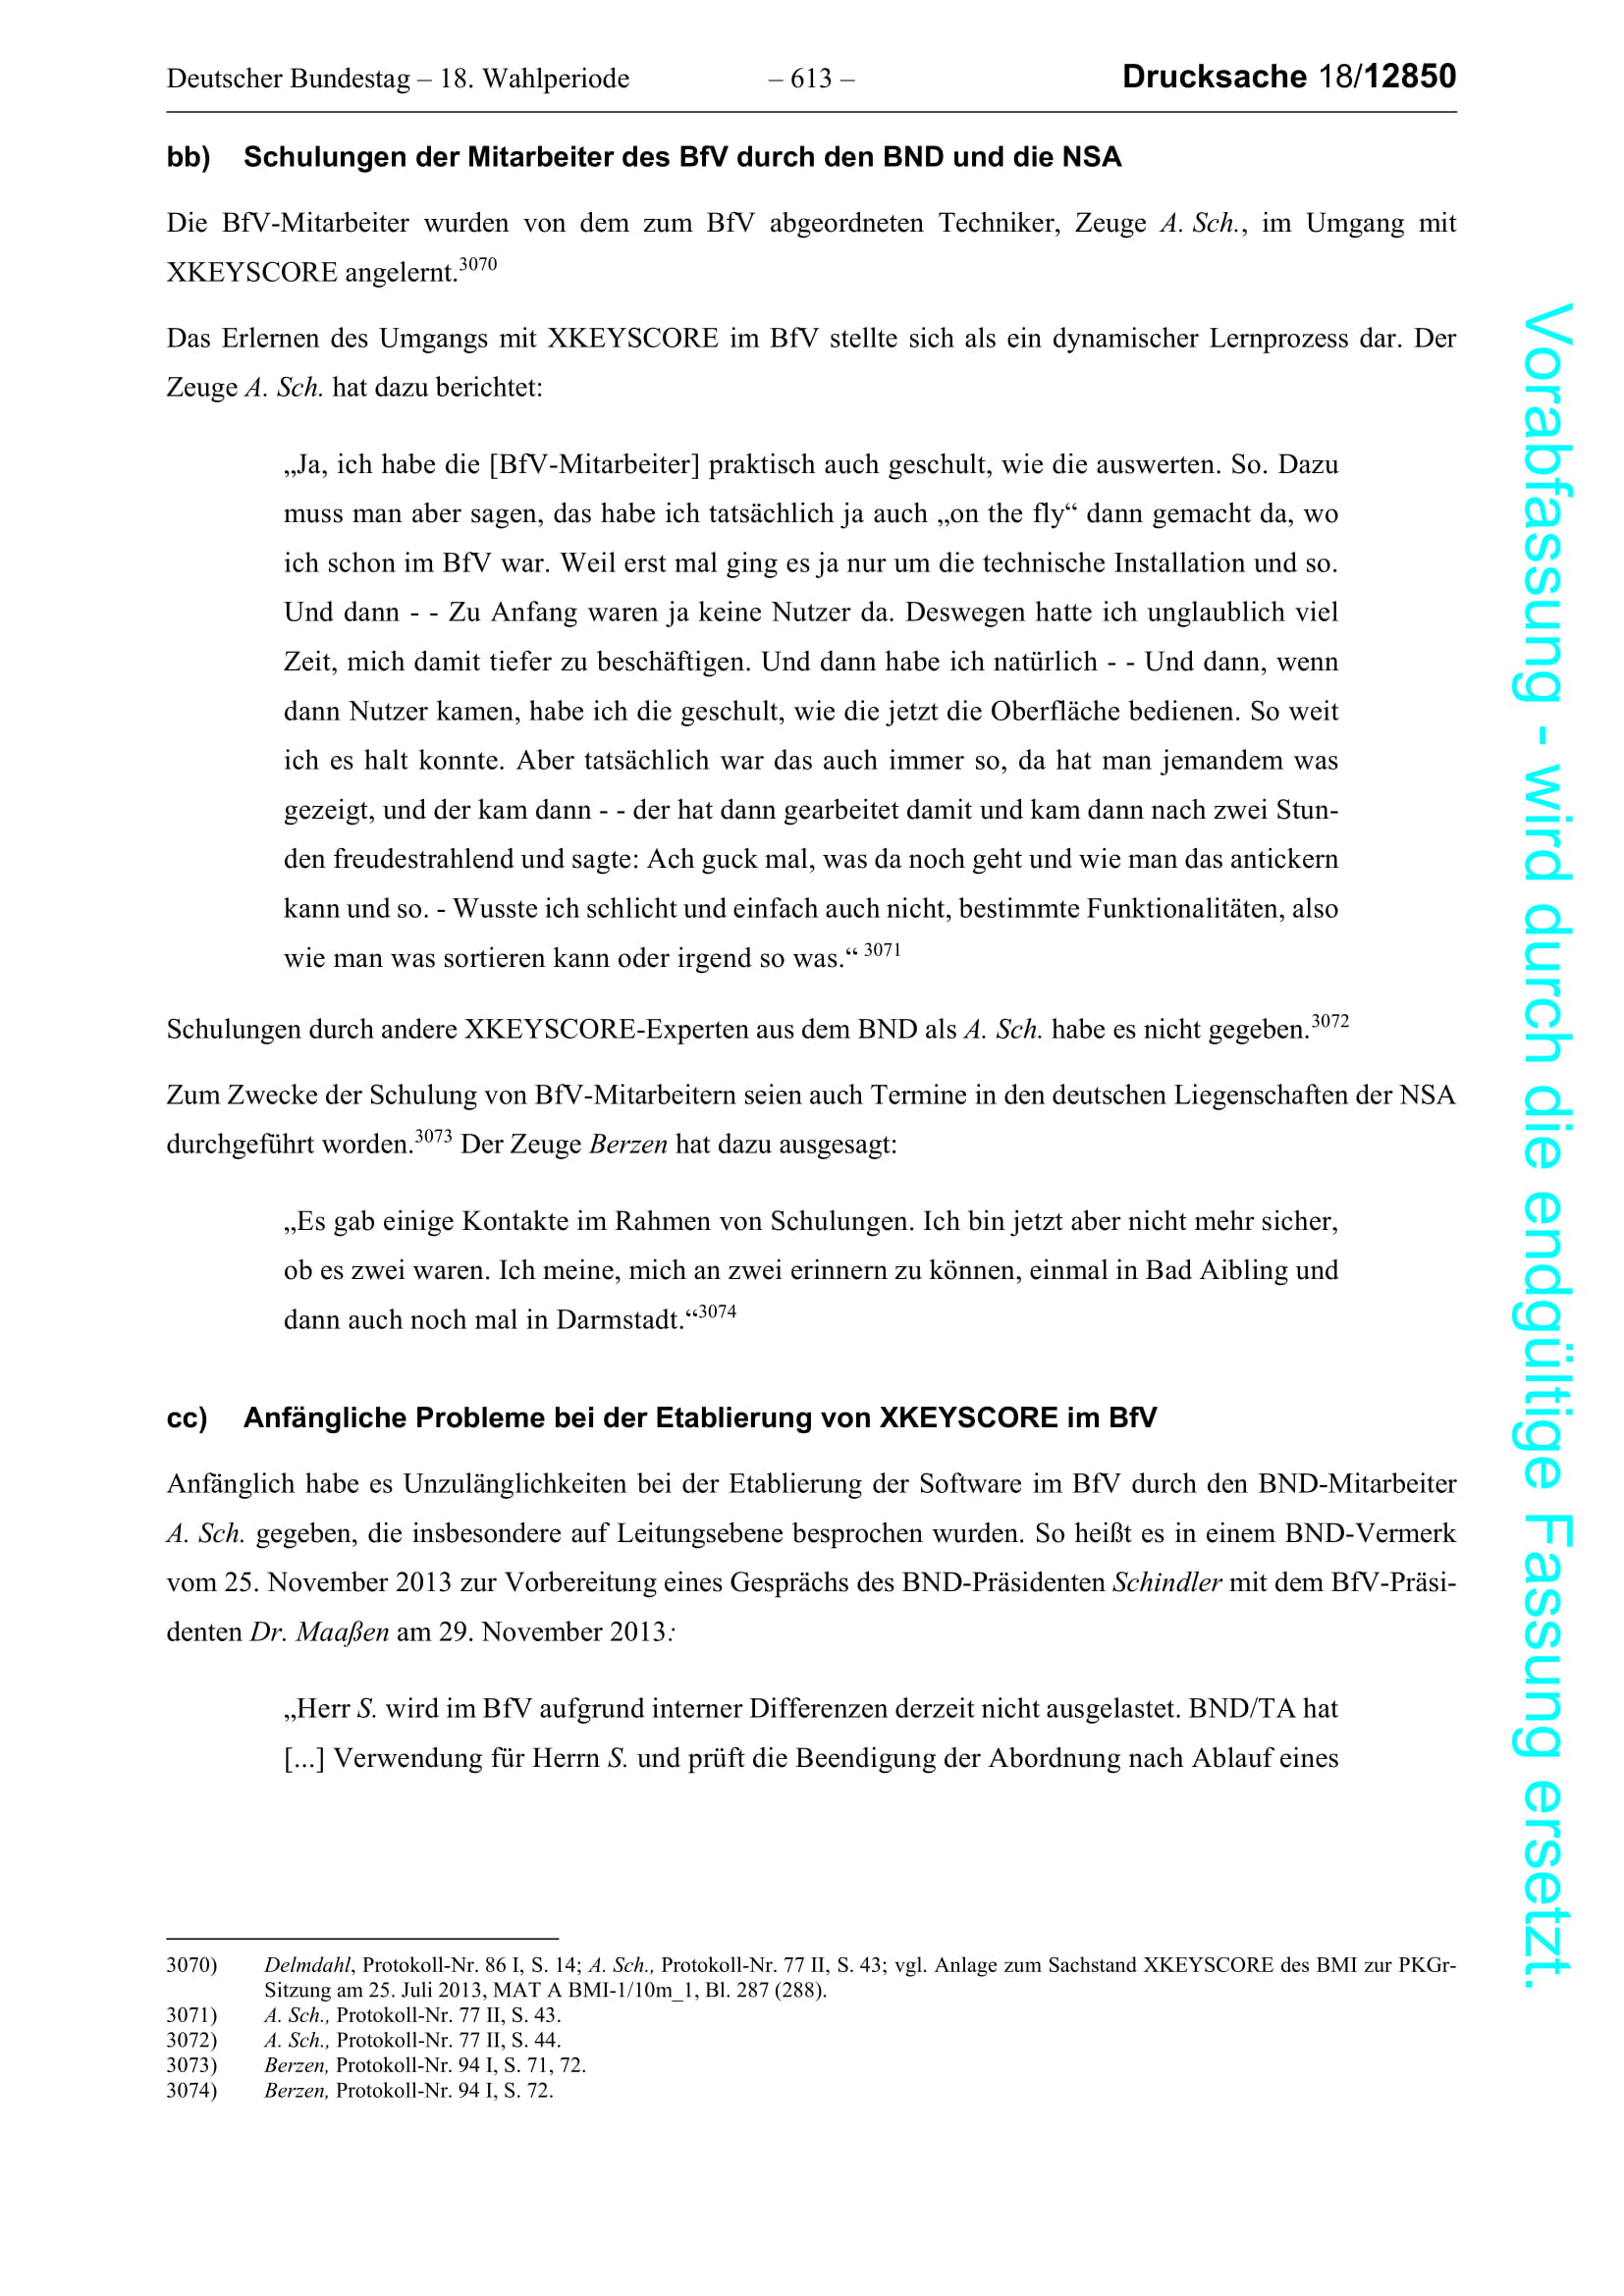 Deutscher Bundestag – 18. Wahlperiode – 613 – Drucksache 18/12850
bb) Schulungen der Mitarbeiter des BfV durch den BND und die NSA
Die BfV-Mitarbeiter wurden von dem zum BfV abgeordneten Techniker, Zeuge A. Sch., im Umgang mit
XKEYSCORE angelernt.3070
Das Erlernen des Umgangs mit XKEYSCORE im BfV stellte sich als ein dynamischer Lernprozess dar. Der
Zeuge A. Sch. hat dazu berichtet:
„Ja, ich habe die [BfV-Mitarbeiter] praktisch auch geschult, wie die auswerten. So. Dazu
muss man aber sagen, das habe ich tatsächlich ja auch „on the fly“ dann gemacht da, wo
ich schon im BfV war. Weil erst mal ging es ja nur um die technische Installation und so.
Und dann - - Zu Anfang waren ja keine Nutzer da. Deswegen hatte ich unglaublich viel
Zeit, mich damit tiefer zu beschäftigen. Und dann habe ich natürlich - - Und dann, wenn
dann Nutzer kamen, habe ich die geschult, wie die jetzt die Oberfläche bedienen. So weit
ich es halt konnte. Aber tatsächlich war das auch immer so, da hat man jemandem was
gezeigt, und der kam dann - - der hat dann gearbeitet damit und kam dann nach zwei Stun-
den freudestrahlend und sagte: Ach guck mal, was da noch geht und wie man das antickern
kann und so. - Wusste ich schlicht und einfach auch nicht, bestimmte Funktionalitäten, also
wie man was sortieren kann oder irgend so was.“ 3071
Schulungen durch andere XKEYSCORE-Experten aus dem BND als A. Sch. habe es nicht gegeben.3072
Zum Zwecke der Schulung von BfV-Mitarbeitern seien auch Termine in den deutschen Liegenschaften der NSA
durchgeführt worden.3073 Der Zeuge Berzen hat dazu ausgesagt:
„Es gab einige Kontakte im Rahmen von Schulungen. Ich bin jetzt aber nicht mehr sicher,
ob es zwei waren. Ich meine, mich an zwei erinnern zu können, einmal in Bad Aibling und
dann auch noch mal in Darmstadt.“3074
cc) Anfängliche Probleme bei der Etablierung von XKEYSCORE im BfV
Anfänglich habe es Unzulänglichkeiten bei der Etablierung der Software im BfV durch den BND-Mitarbeiter
A. Sch. gegeben, die insbesondere auf Leitungsebene besprochen wurden. So heißt es in einem BND-Vermerk
vom 25. November 2013 zur Vorbereitung eines Gesprächs des BND-Präsidenten Schindler mit dem BfV-Präsi-
denten Dr. Maaßen am 29. November 2013:
„Herr S. wird im BfV aufgrund interner Differenzen derzeit nicht ausgelastet. BND/TA hat
[...] Verwendung für Herrn S. und prüft die Beendigung der Abordnung nach Ablauf eines
3070) Delmdahl, Protokoll-Nr. 86 I, S. 14; A. Sch., Protokoll-Nr. 77 II, S. 43; vgl. Anlage zum Sachstand XKEYSCORE des BMI zur PKGr-
Sitzung am 25. Juli 2013, MAT A BMI-1/10m_1, Bl. 287 (288).
3071) A. Sch., Protokoll-Nr. 77 II, S. 43.
3072) A. Sch., Protokoll-Nr. 77 II, S. 44.
3073) Berzen, Protokoll-Nr. 94 I, S. 71, 72.
3074) Berzen, Protokoll-Nr. 94 I, S. 72.
Vorabfassung - wird durch die endgültige Fassung ersetzt.